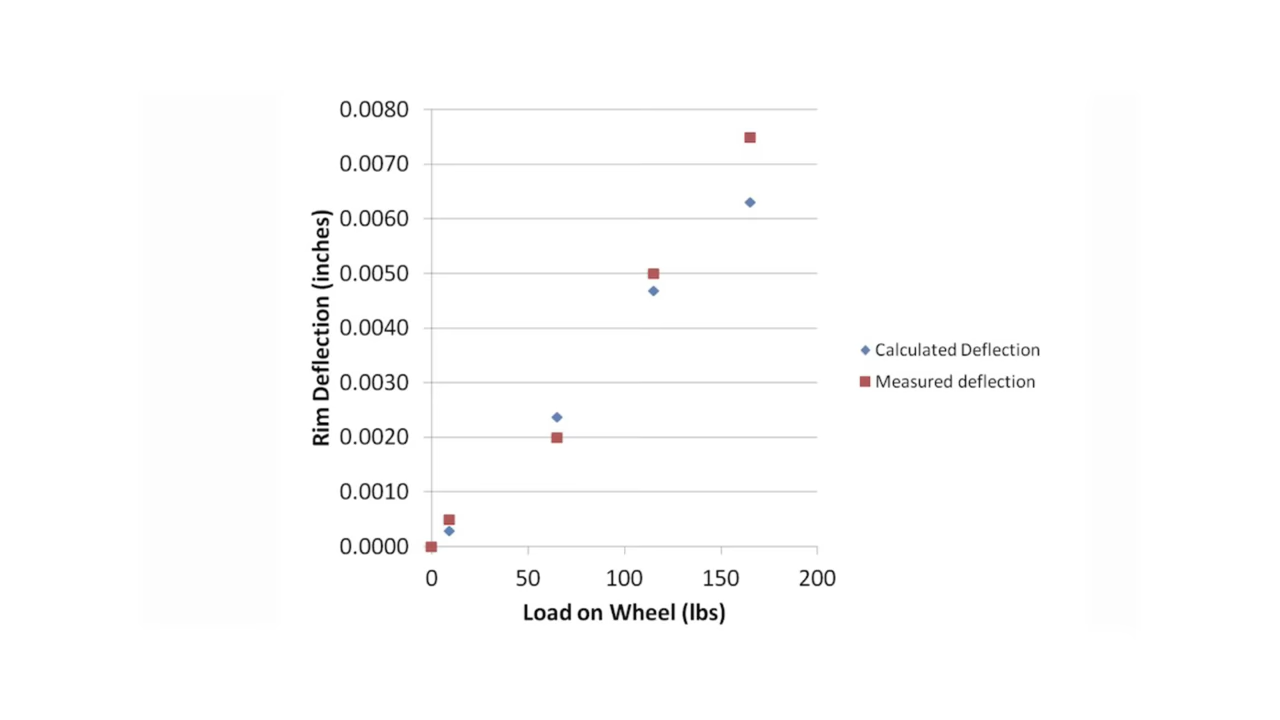 0.0080
0.0070
0.0060
0.0050
0.0040
0.0030
0.0020
0.0010
0.0000
Rim Deflection (inches)
0 50 100 150 200
Load on Wheel (lbs)
Calculated Deflection
Measured deflection